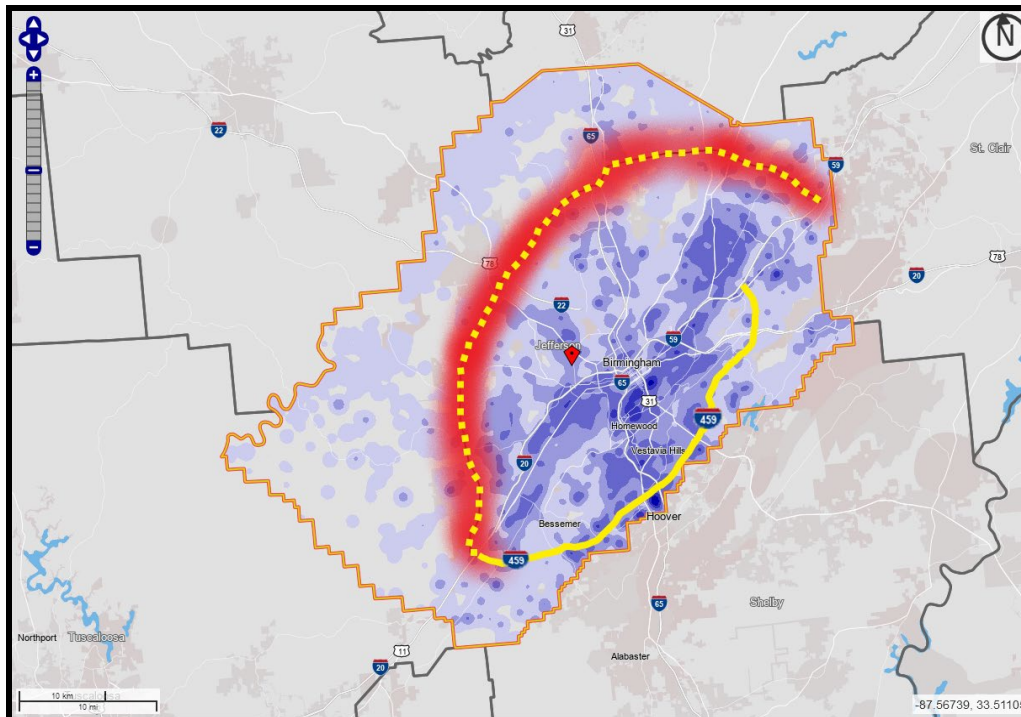 31
N
22
65
59
St. Clair
78
78
20
22
Jefferson
59
Birmingham
65
31
459
Homewood
Vestavia Hills
20
Bessemer
Hoover
459
65
Shelby
Northport
Tuscaloosa
11
Alabaster
20
10 km
10 mi
-87.56739, 33.51105